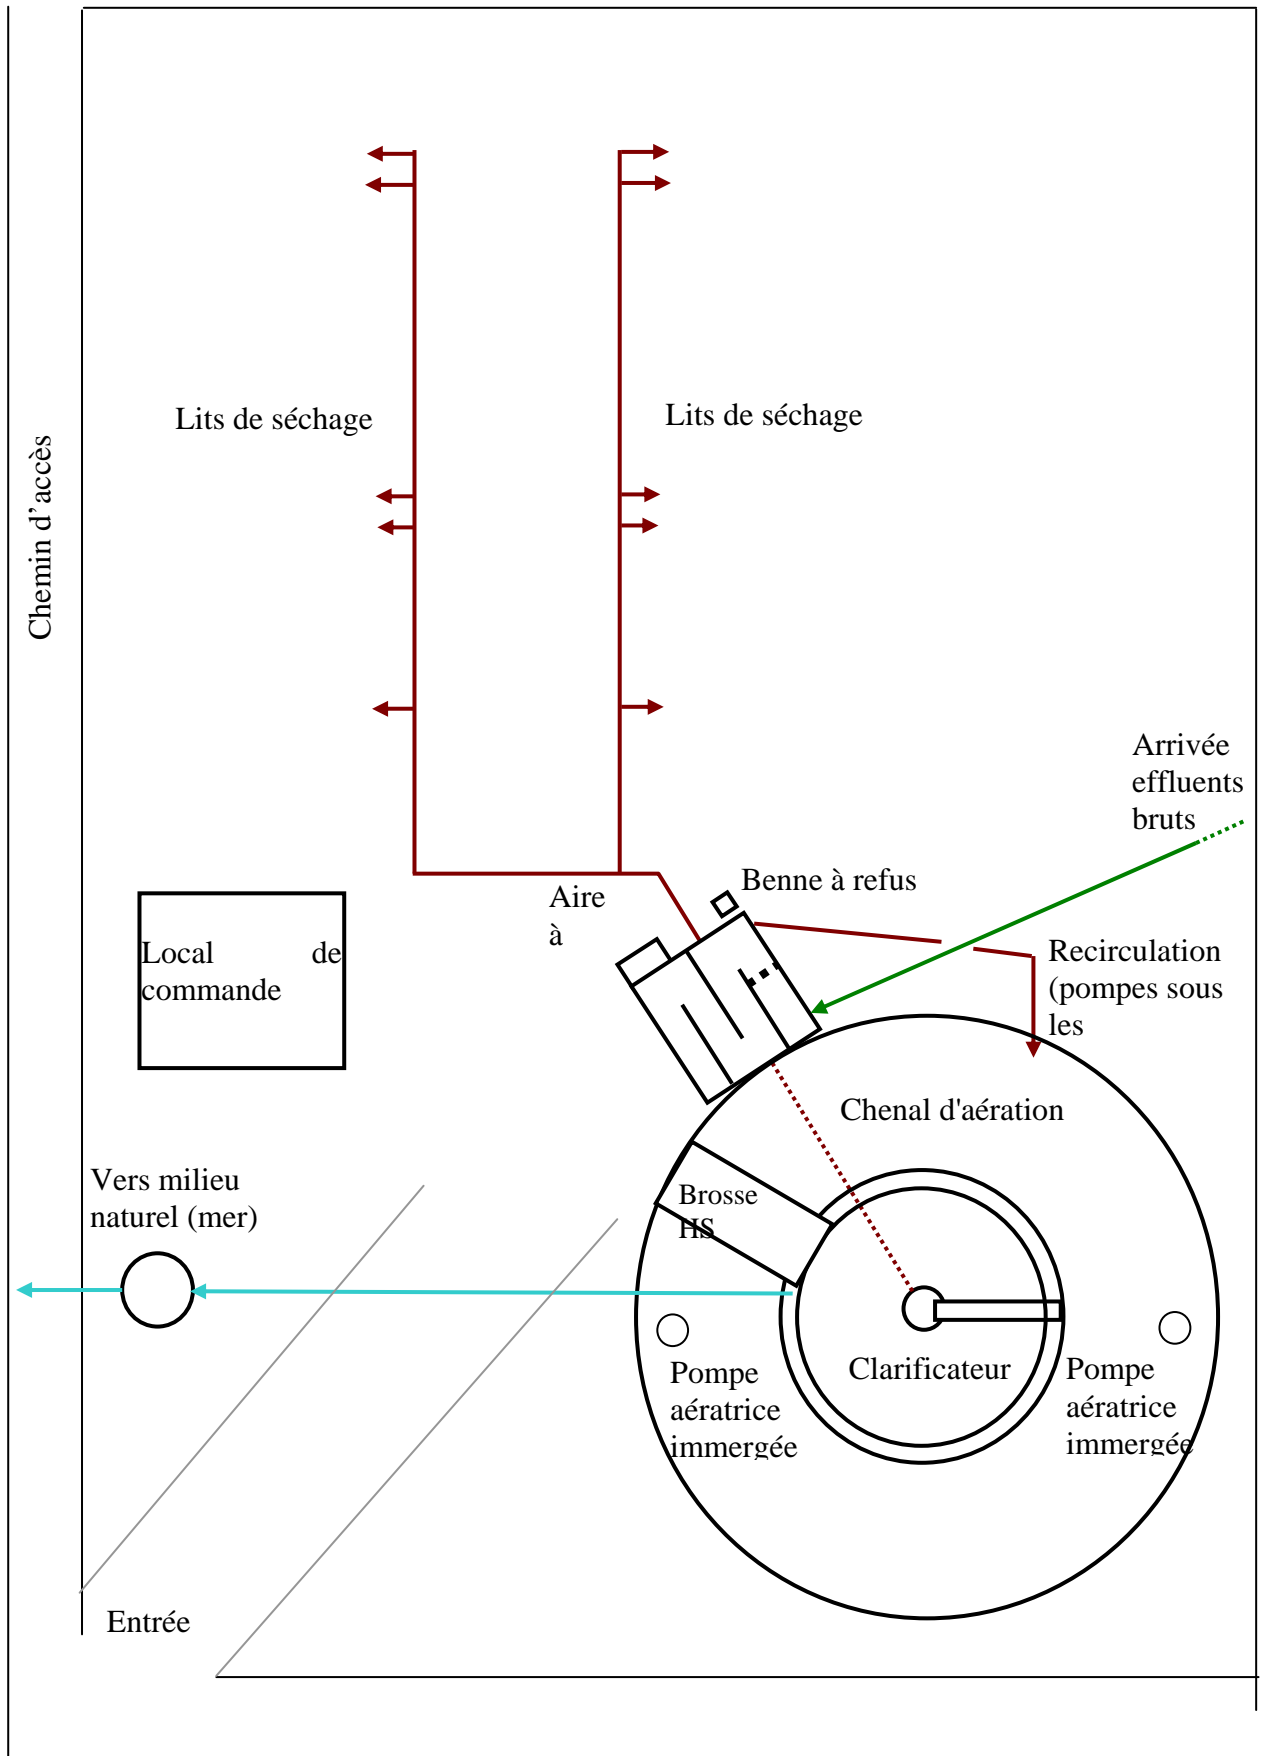 Lits de séchage
Lits de séchage
Chemin d'accès
Arrivée
effluents
bruts
Benne à refus
Aire
à
Local de
commande
Recirculation
(pompes sous
les
Chenal d'aération
Vers milieu
naturel (mer)
Brosse
HS
Clarificateur
Pompe
aératrice
immergée
Pompe
aératrice
immergée
Entrée